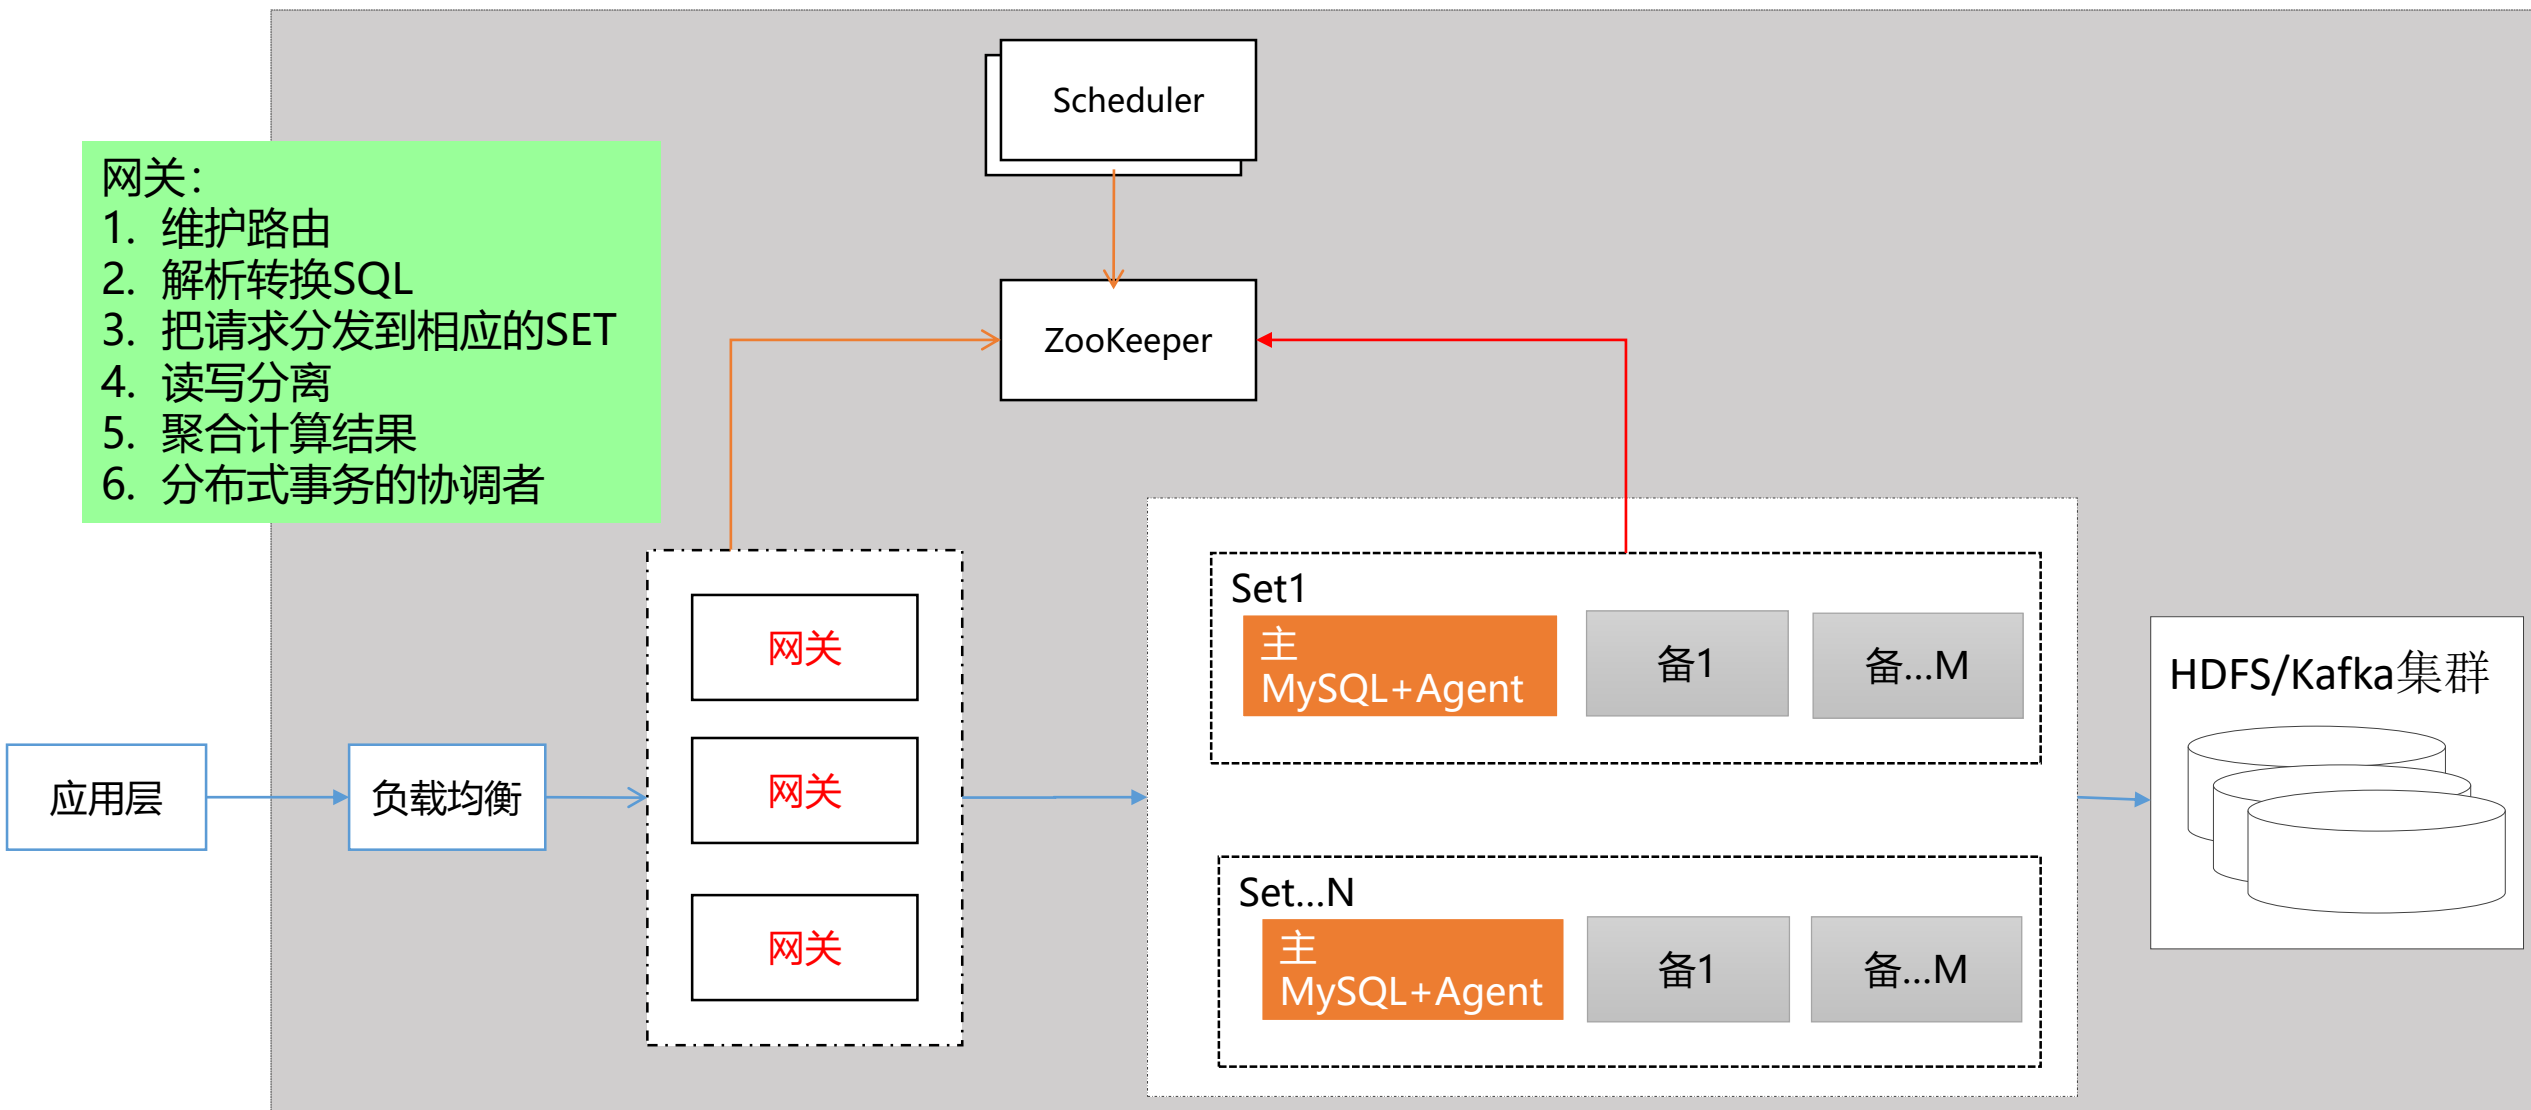 Scheduler
网关：
1. 维护路由
2. 解析转换SQL
3. 把请求分发到相应的SET
4. 读写分离
5. 聚合计算结果
6. 分布式事务的协调者
ZooKeeper
应用层
负载均衡
网关
网关
网关
Set1
主
MySQL+Agent
备1
备...M
Set...N
主
MySQL+Agent
备1
备...M
HDFS/Kafka集群